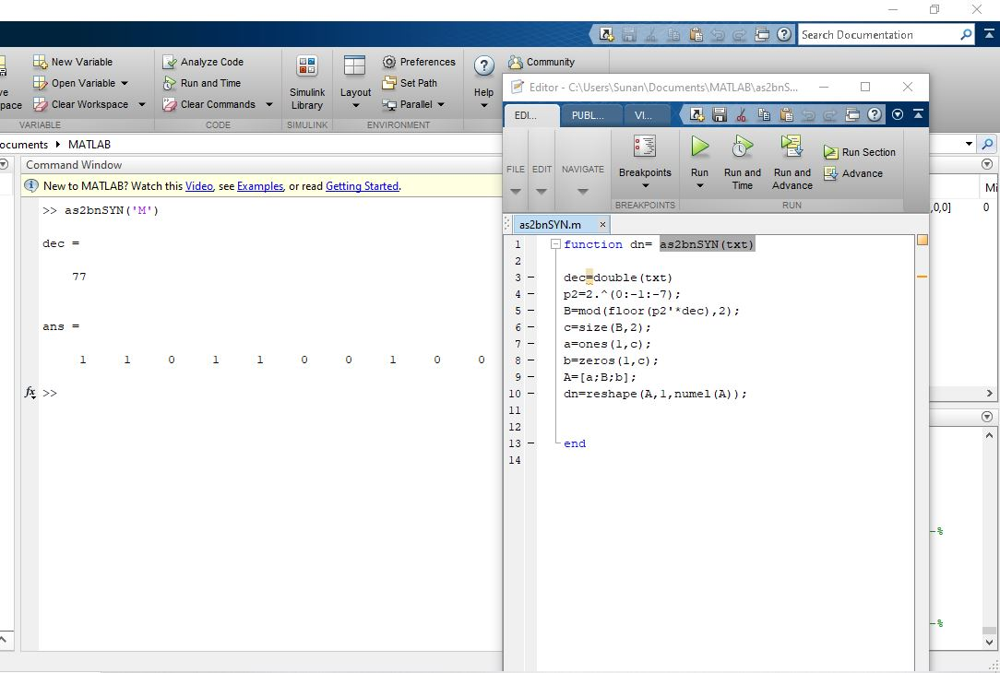 Search Documentation
New Variable
Analyze Code
Preferences
Community
Open Variable
Run and Time
Set Path
ve
pace
Clear Workspace
Clear Commands
Simulink
Library
Layout
Parallel
Help
VARIABLE
CODE
SIMULINK
ENVIRONMENT
ocuments MATLAB
Command Window
New to MATLAB? Watch this Video, see Examples, or read Getting Started.
>> as2bnSYN('M')
dec =
77
ans =
1 1 0 1 1 0 0 1 0 0
fx >>
Editor - C:\Users\Sunan\Documents\MATLAB\as2bnS...
EDI... PUBL... VI...
FILE EDIT NAVIGATE
Breakpoints
Run
Run and
Time
Run and
Advance
Run Section
Advance
BREAKPOINTS
RUN
as2bnSYN.m
1 function dn= as2bnSYN(txt)
2
3 dec=double(txt)
4 p2=2.^(0:-1:-7);
5 B=mod(floor(p2'*dec),2);
6 c=size(B,2);
7 a=ones(1,c);
8 b=zeros(1,c);
9 A=[a;B;b];
10 dn=reshape(A,1,numel(A));
11
12
13 end
14
Mi
,0,0] 0
-%
-%